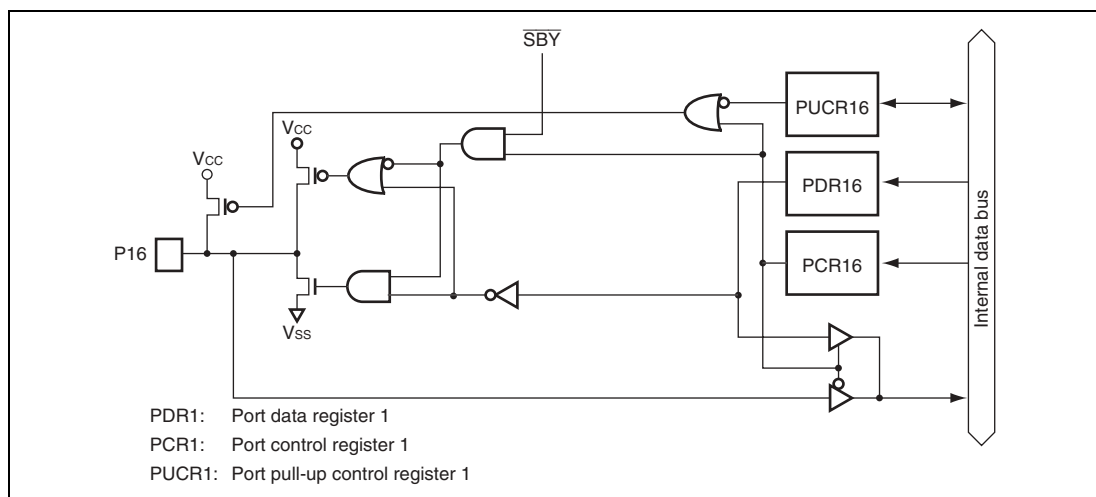 SBY
PUCR16
VCC
VCC
PDR16
P16
PCR16
Internal data bus
VSS
PDR1: Port data register 1
PCR1: Port control register 1
PUCR1: Port pull-up control register 1